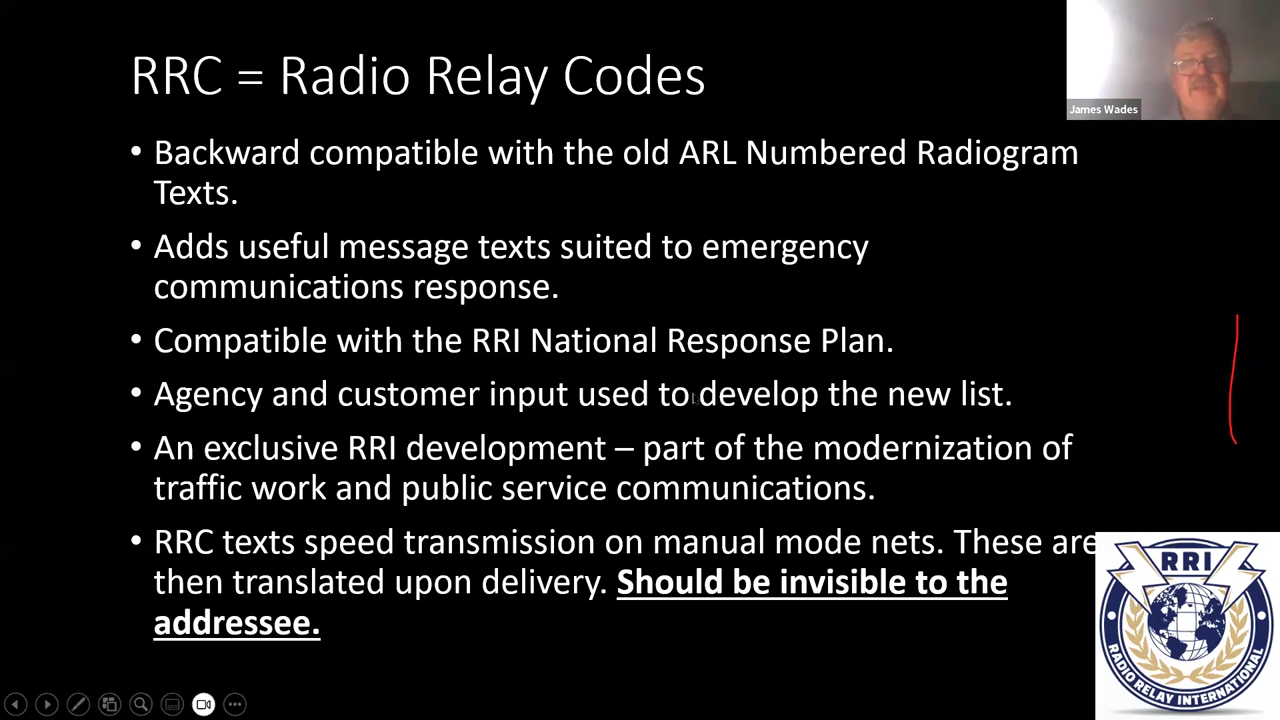 RRC = Radio Relay Codes
James Wades
• Backward compatible with the old ARL Numbered Radiogram
Texts.
• Adds useful message texts suited to emergency
communications response.
• Compatible with the RRI National Response Plan.
• Agency and customer input used to develop the new list.
• An exclusive RRI development – part of the modernization of
traffic work and public service communications.
• RRC texts speed transmission on manual mode nets. These are
then translated upon delivery. Should be invisible to the
addressee.
RRI
RADIO RELAY INTERNATIONAL